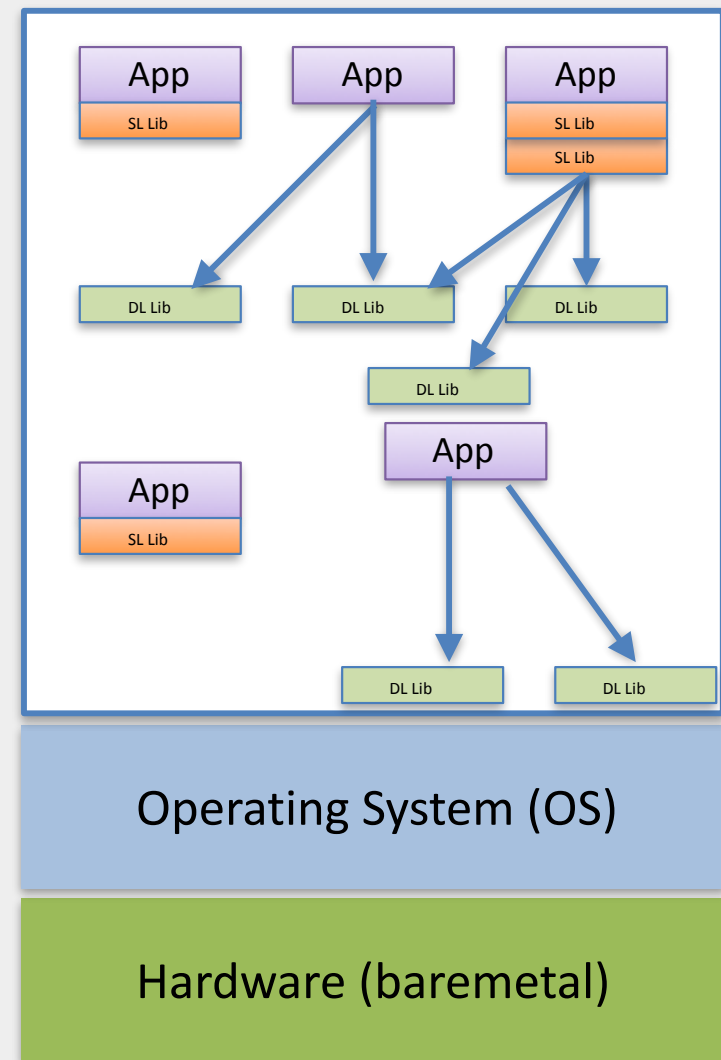 App
App
App
SL Lib
SL Lib
SL Lib
DL Lib
DL Lib
DL Lib
DL Lib
App
App
SL Lib
DL Lib
DL Lib
Operating System (OS)
Hardware (baremetal)